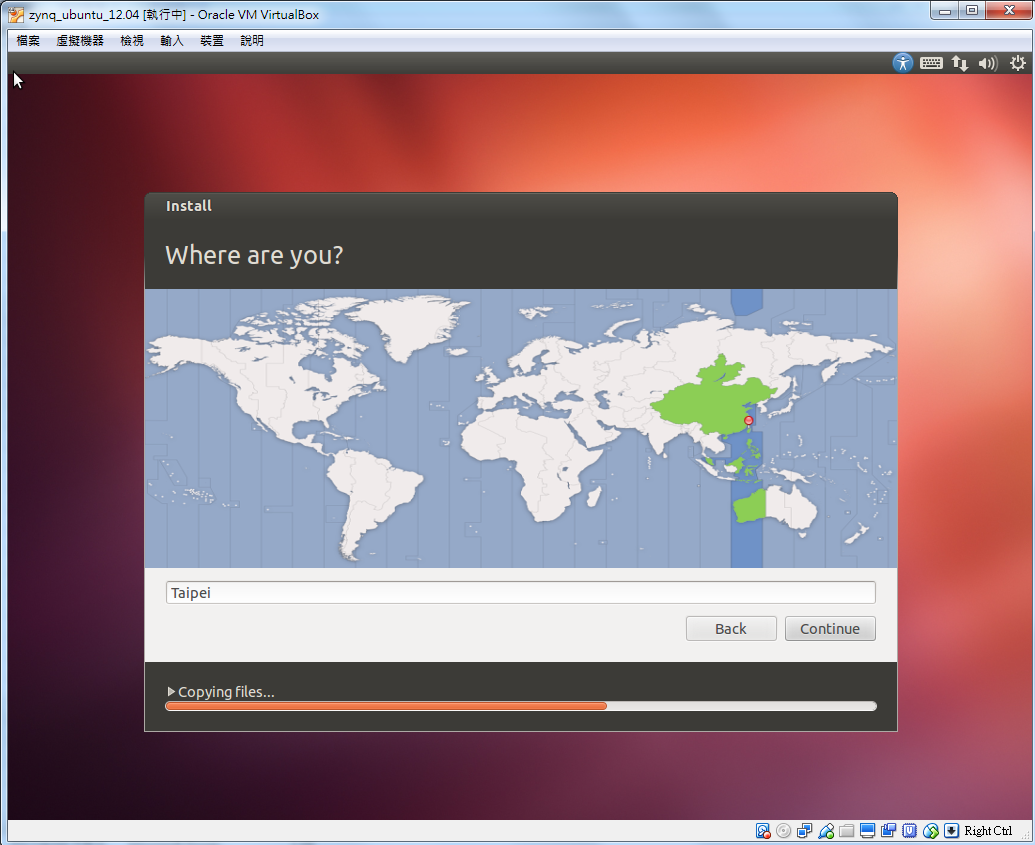 zynq_ubuntu_12.04 [執行中] - Oracle VM VirtualBox
檔案 虛擬機器 檢視 輸入 裝置 說明
Install
Where are you?
Taipei
Back Continue
Copying files...
Right Ctrl